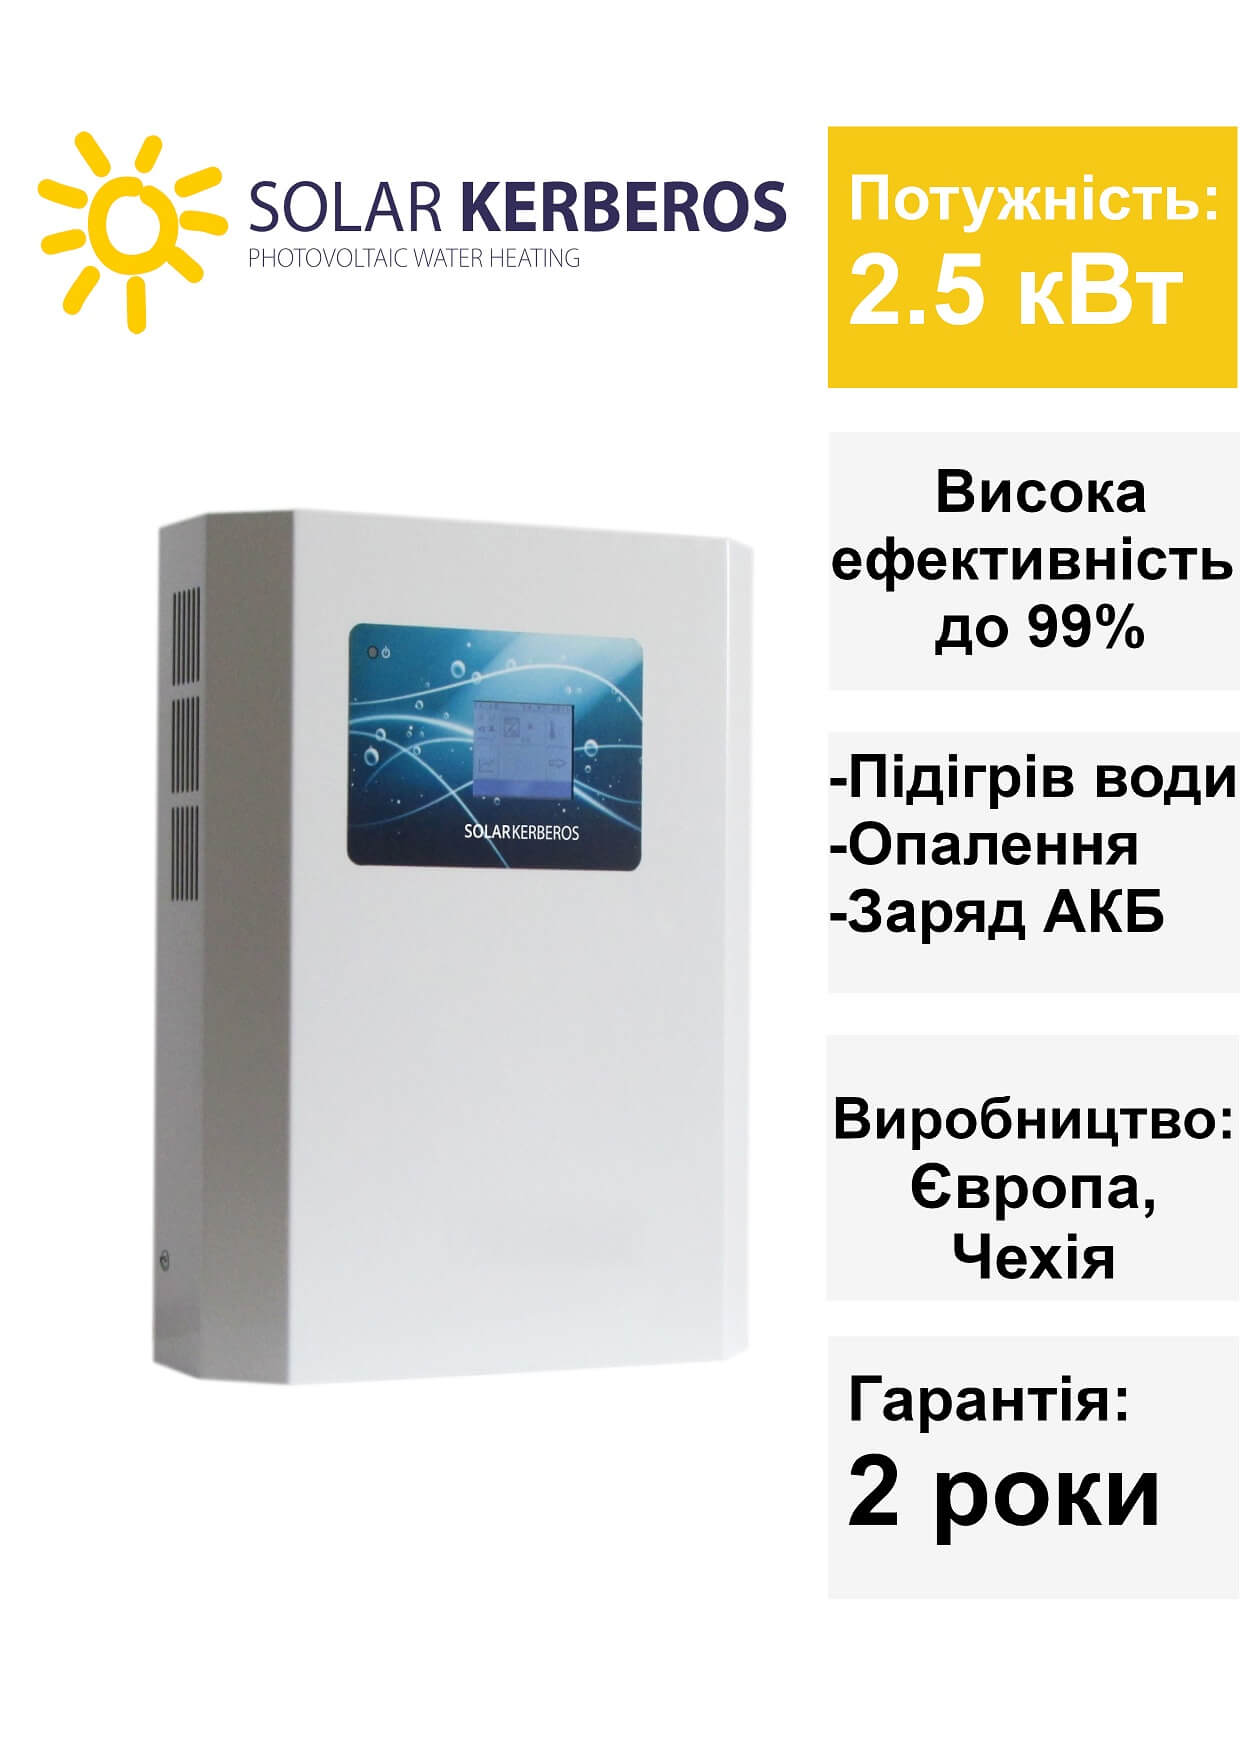 SOLAR KERBEROS
PHOTOVOLTAIC WATER HEATING
Потужність:
2.5 кВт
Висока
ефективність
до 99%
-Підігрів води
-Опалення
-Заряд АКБ
Виробництво:
Європа,
Чехія
Гарантія:
2 роки
SOLARKERBEROS